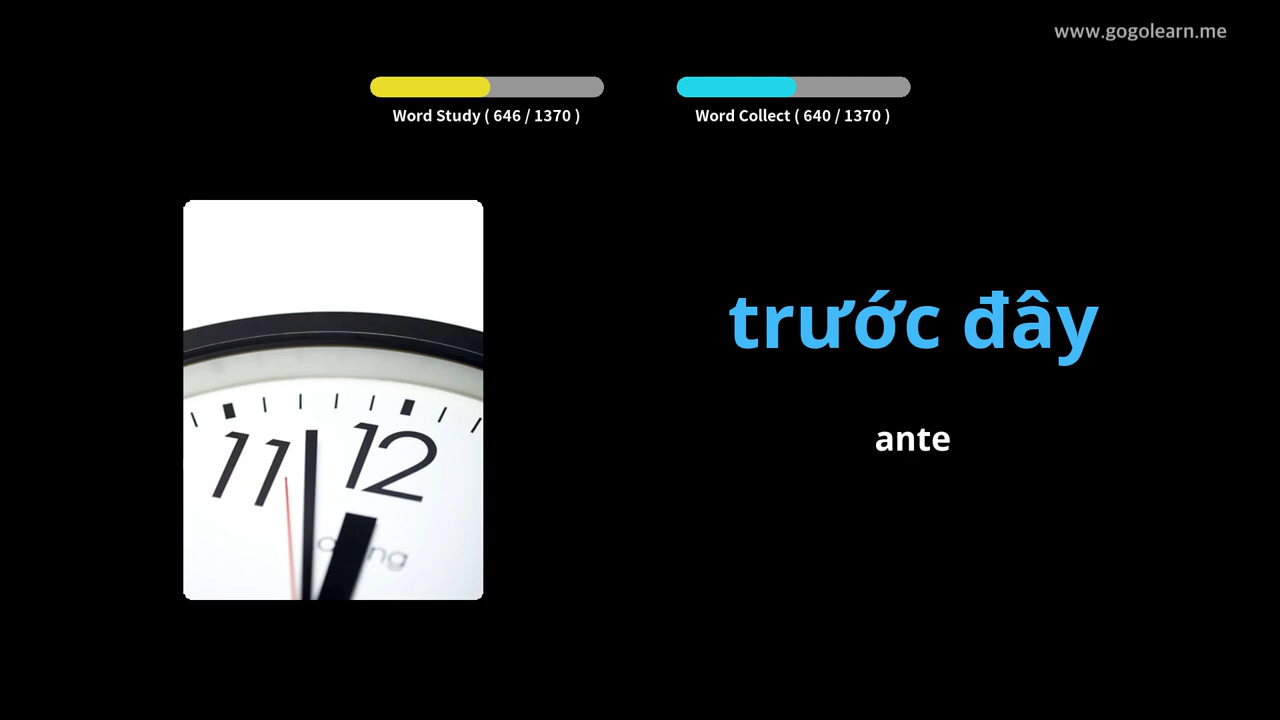 www.gogolearn.me
Word Study ( 646 / 1370 )
Word Collect ( 640 / 1370 )
trước đây
ante
11 12